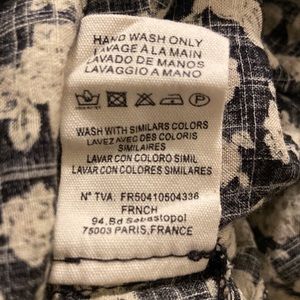 HAND WASH ONLY
LAVAGE À LA MAIN
LAVADO DE MANOS
LAVAGGIO A MANO
P
WASH WITH SIMILARS COLORS
LAVEZ AVEC DES COLORIS
SIMILAIRES
LAVAR CON COLORO SIMIL
LAVAR CON COLORES SIMILARES
N° TVA: FR50410504336
FRNCH
94,Bd Sebastopol
75003 PARIS,FRANCE